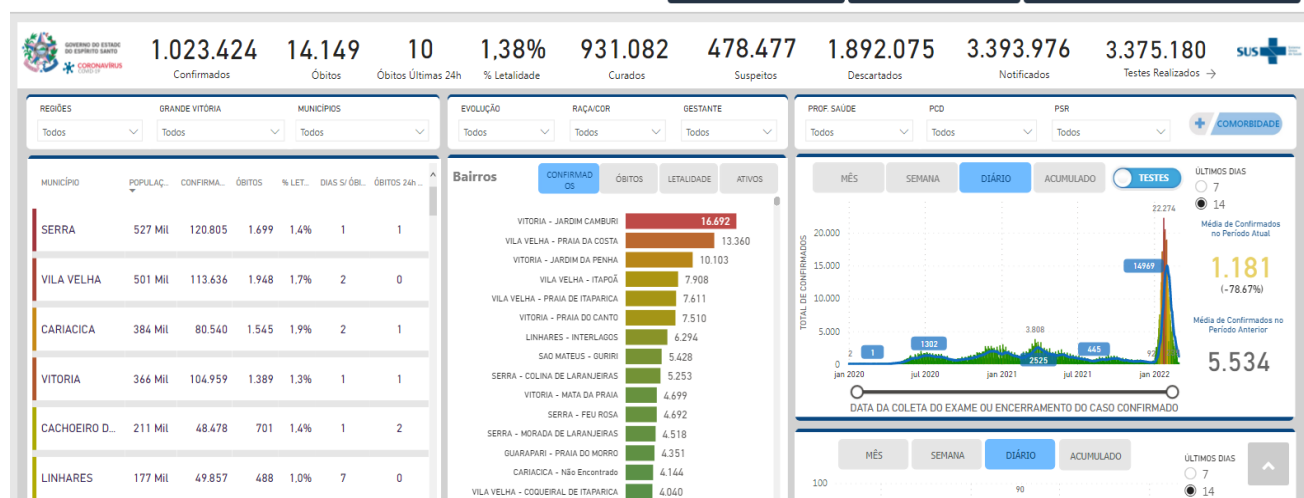 GOVERNO DO ESTADO
DO ESPÍRITO SANTO
CORONAVÍRUS
COVID-19
1.023.424
Confirmados
14.149
Óbitos
10
Óbitos Últimas 24h
1,38%
% Letalidade
931.082
Curados
478.477
Suspeitos
1.892.075
Descartados
3.393.976
Notificados
3.375.180
Testes Realizados →
SUS
REGIÕES GRANDE VITÓRIA MUNICÍPIOS
Todos Todos Todos
EVOLUÇÃO RAÇA/COR GESTANTE
Todos Todos Todos
PROF. SAÚDE PCD PSR
Todos Todos Todos
+ COMORBIDADE
MUNICÍPIO POPULAÇ... CONFIRMA... ÓBITOS % LET... DIAS S/ ÓBI... ÓBITOS 24h ...
SERRA 527 Mil 120.805 1.699 1,4% 1 1
VILA VELHA 501 Mil 113.636 1.948 1,7% 2 0
CARIACICA 384 Mil 80.540 1.545 1,9% 2 1
VITORIA 366 Mil 104.959 1.389 1,3% 1 1
CACHOEIRO D... 211 Mil 48.478 701 1,4% 1 2
LINHARES 177 Mil 49.857 488 1,0% 7 0
Bairros
CONFIRMAD
OS
ÓBITOS LETALIDADE ATIVOS
VITORIA - JARDIM CAMBURI 16.692
VILA VELHA - PRAIA DA COSTA 13.360
VITORIA - JARDIM DA PENHA 10.103
VILA VELHA - ITAPOÃ 7.908
VILA VELHA - PRAIA DE ITAPARICA 7.611
VITORIA - PRAIA DO CANTO 7.510
LINHARES - INTERLAGOS 6.294
SAO MATEUS - GURIRI 5.428
SERRA - COLINA DE LARANJEIRAS 5.253
VITORIA - MATA DA PRAIA 4.699
SERRA - FEU ROSA 4.692
SERRA - MORADA DE LARANJEIRAS 4.518
GUARAPARI - PRAIA DO MORRO 4.351
CARIACICA - Não Encontrado 4.144
VILA VELHA - COQUEIRAL DE ITAPARICA 4.040
MÊS SEMANA DIÁRIO ACUMULADO TESTES
ÚLTIMOS DIAS
7
14
TOTAL DE CONFIRMADOS
20.000
15.000
10.000
5.000
0
22.274
14969
3.808
2 1 1302 2525 445 92
jan 2020 jul 2020 jan 2021 jul 2021 jan 2022
DATA DA COLETA DO EXAME OU ENCERRAMENTO DO CASO CONFIRMADO
Média de Confirmados
no Período Atual
1.181
(-78.67%)
Média de Confirmados no
Período Anterior
5.534
MÊS SEMANA DIÁRIO ACUMULADO
ÚLTIMOS DIAS
7
14
100
90